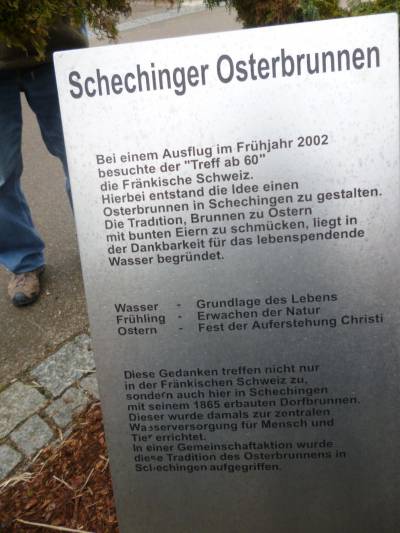 Schechinger Osterbrunnen
Bei einem Ausflug im Frühjahr 2002
besuchte der "Treff ab 60"
die Fränkische Schweiz.
Hierbei entstand die Idee einen
Osterbrunnen in Schechingen zu gestalten.
Die Tradition, Brunnen zu Ostern
mit bunten Eiern zu schmücken, liegt in
der Dankbarkeit für das lebenspendende
Wasser begründet.
Wasser - Grundlage des Lebens
Frühling - Erwachen der Natur
Ostern - Fest der Auferstehung Christi
Diese Gedanken treffen nicht nur
in der Fränkischen Schweiz zu,
sondern auch hier in Schechingen
mit seinem 1865 erbauten Dorfbrunnen.
Dieser wurde damals zur zentralen
Wasserversorgung für Mensch und
Tier errichtet.
In einer Gemeinschaftaktion wurde
diese Tradition des Osterbrunnens in
Schechingen aufgegriffen.